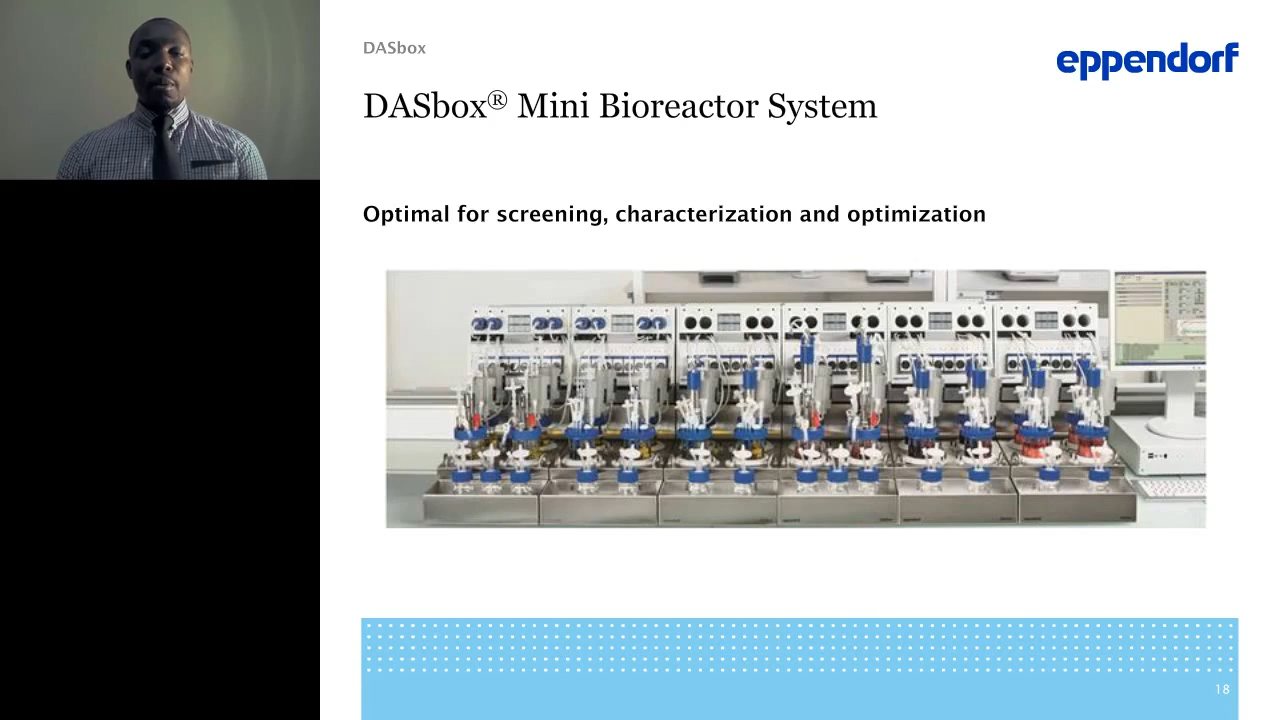 DASbox
eppendorf
DASbox® Mini Bioreactor System
Optimal for screening, characterization and optimization
18